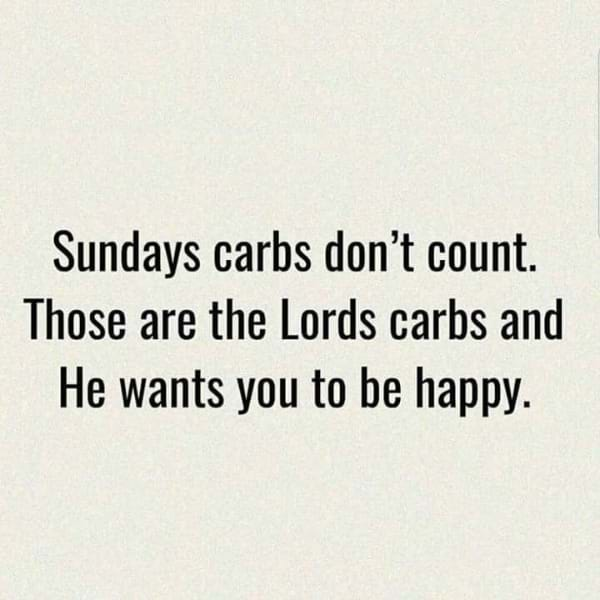 Sundays carbs don't count.
Those are the Lords carbs and
He wants you to be happy.